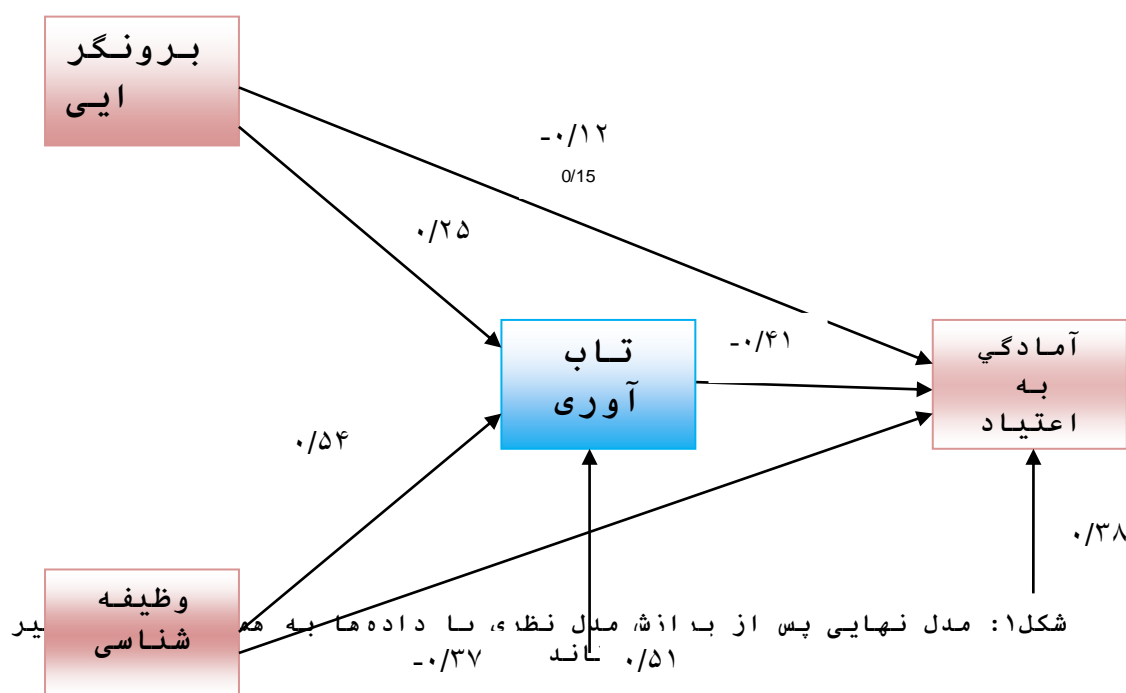 برونگر
ایی
-۰/۱۲
0/15
۰/۲۵
تاب
آوری
-۰/۴۱
آمادگي
به
اعتیاد
۰/۵۴
۰/۳۸
وظیفه
شناسی
شکل۱: مدل نهایی پس از برازش مدل نظری با داده‌ها به
-۰/۳۷
۰/۵۱